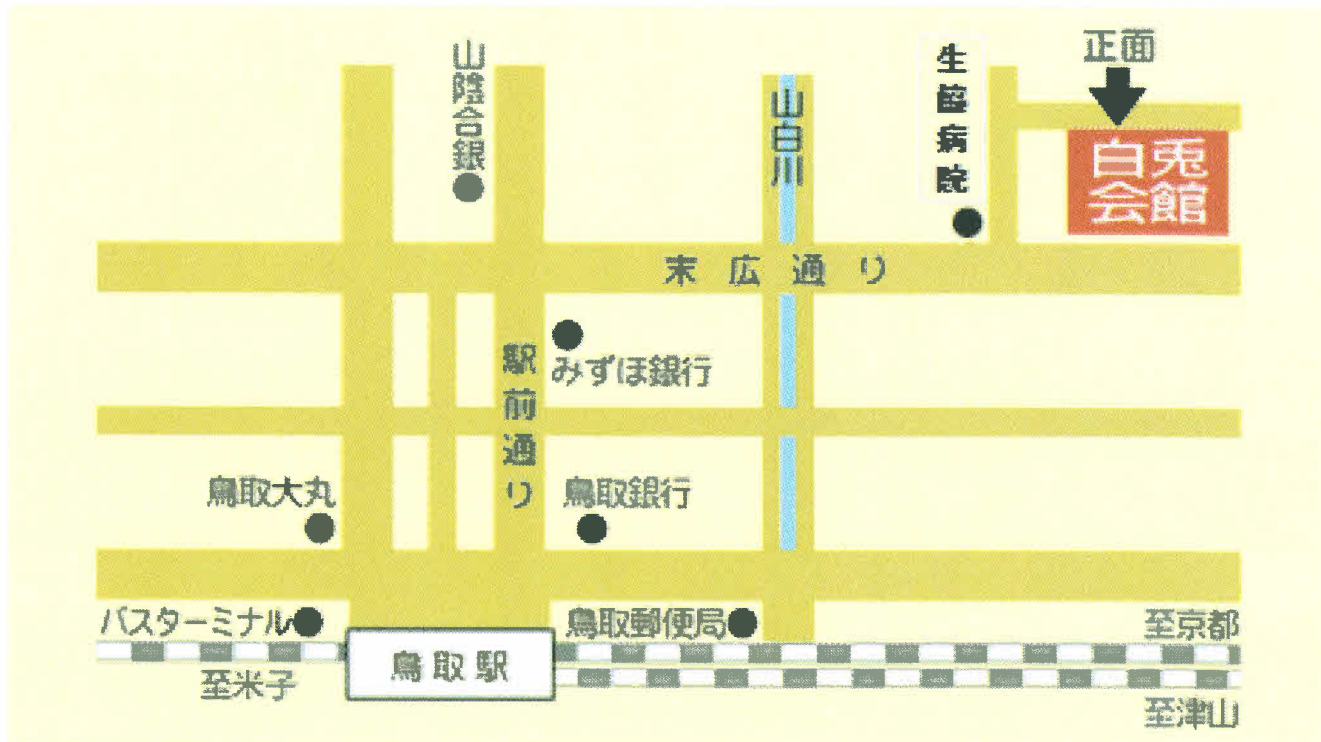 正面
山陰合銀
山白川
生協病院
白兎
会館
末広通り
駅前通り
みずほ銀行
鳥取大丸
鳥取銀行
バスターミナル
鳥取郵便局
至京都
鳥取駅
至米子
至津山